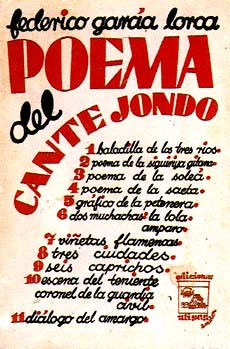 federico garcía lorca
POEMA
del
CANTE JONDO
1 baladilla de los tres ríos
2 poema de la siguiriya gitana
3 poema de la soleá
4 poema de la saeta
5 gráfico de la petenera
6 dos muchachas: la lola
amparo
7 viñetas flamencas
8 tres ciudades
9 seis caprichos
10 escena del teniente
coronel de la guardia
civil
11 diálogo del amargo
ediciones
ulises